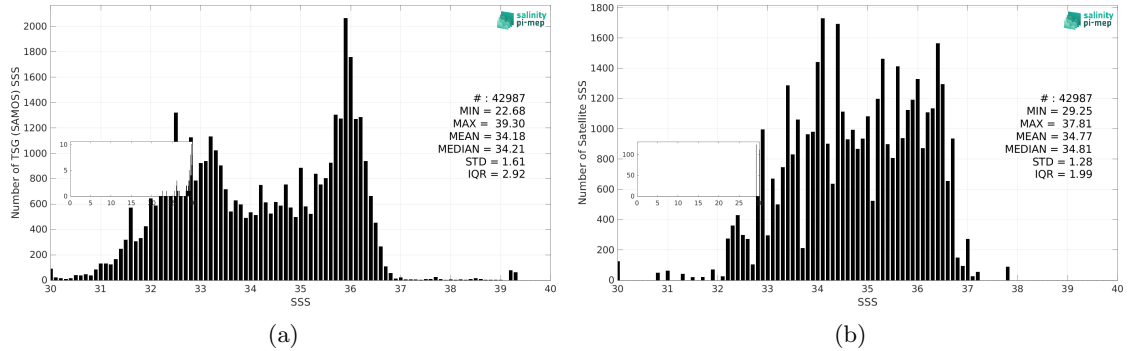 salinity
pi-mep
Number of TSG (SAMOS) SSS
2000
1800
1600
1400
1200
1000
800
600
400
200
0
# : 42987
MIN = 22.68
MAX = 39.30
MEAN = 34.18
MEDIAN = 34.21
STD = 1.61
IQR = 2.92
10
5
0
0 5 10 15 20
30 31 32 33 34 35 36 37 38 39 40
SSS
(a)
salinity
pi-mep
Number of Satellite SSS
1800
1600
1400
1200
1000
800
600
400
200
0
# : 42987
MIN = 29.25
MAX = 37.81
MEAN = 34.77
MEDIAN = 34.81
STD = 1.28
IQR = 1.99
100
50
0
0 5 10 15 20 25
30 31 32 33 34 35 36 37 38 39 40
SSS
(b)